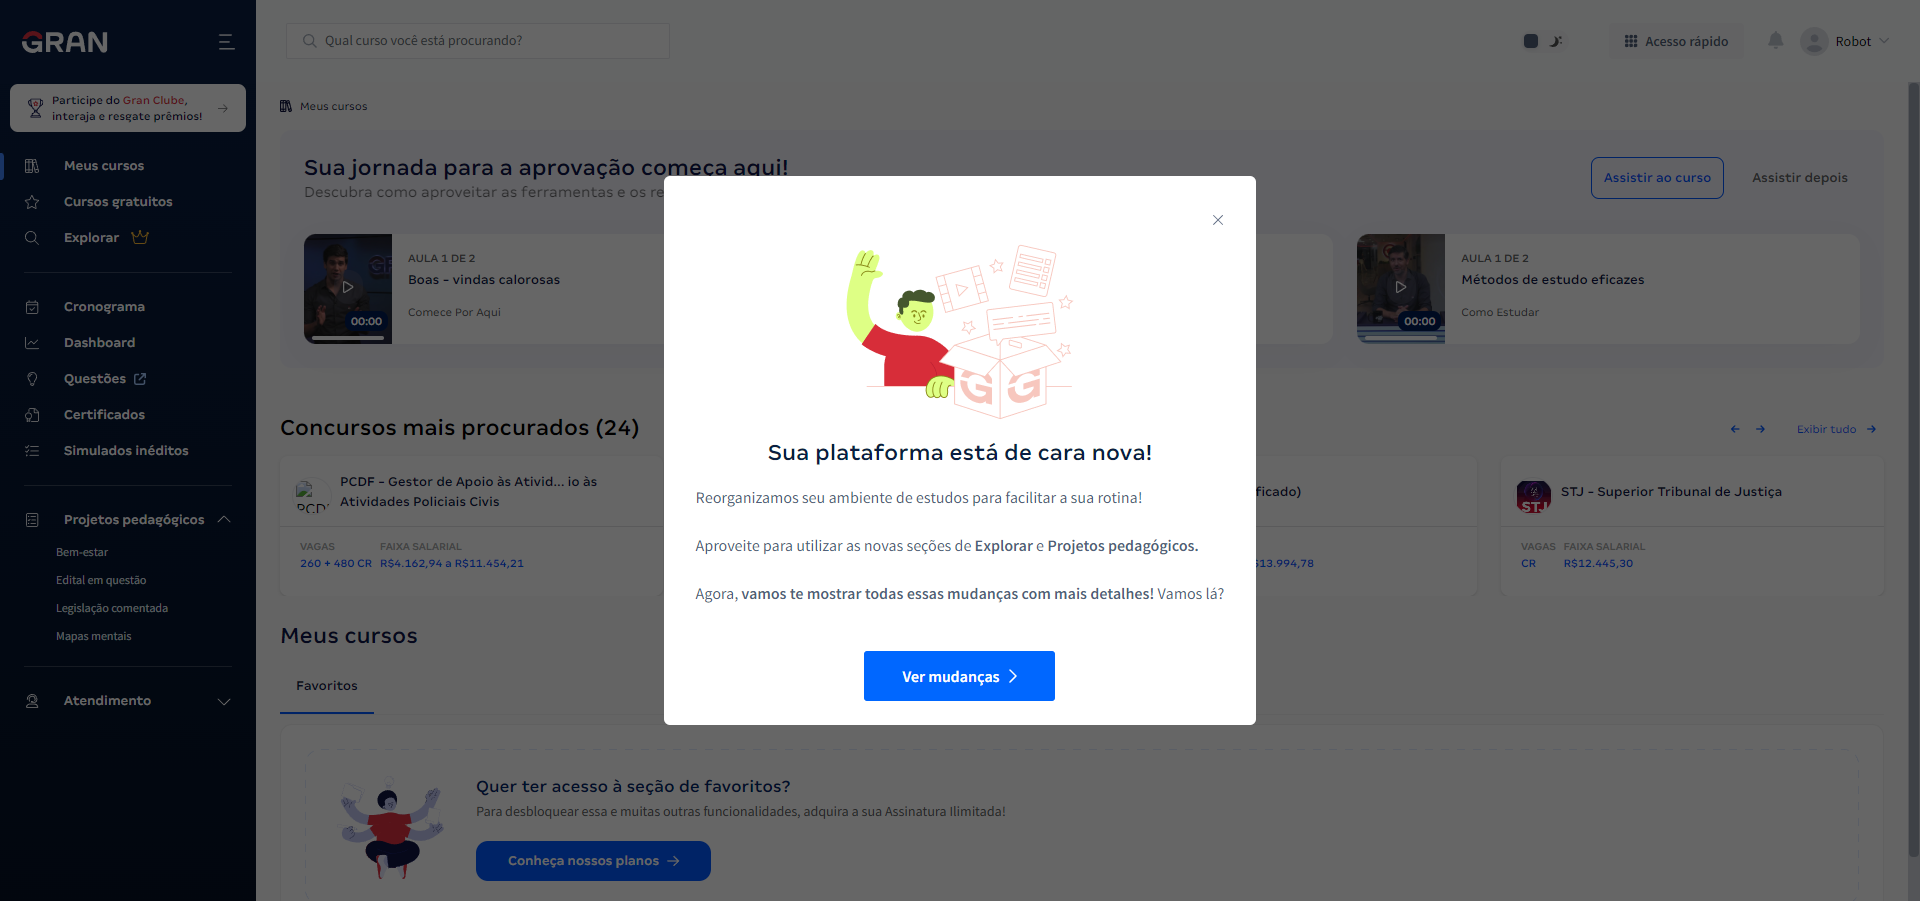 GRAN
Qual curso você está procurando?
Acesso rápido
Robot
Participe do Gran Clube,
interaja e resgate prêmios!
Meus cursos
Cursos gratuitos
Explorar
Cronograma
Dashboard
Questões
Certificados
Simulados inéditos
Projetos pedagógicos
Bem-estar
Edital em questão
Legislação comentada
Mapas mentais
Atendimento
Meus cursos
Sua jornada para a aprovação começa aqui!
Descubra como aproveitar as ferramentas e os re
Assistir ao curso
Assistir depois
00:00
AULA 1 DE 2
Boas - vindas calorosas
Comece Por Aqui
00:00
AULA 1 DE 2
Métodos de estudo eficazes
Como Estudar
Concursos mais procurados (24)
Exibir tudo
PCDF
PCDF - Gestor de Apoio às Ativid... io às
Atividades Policiais Civis
VAGAS FAIXA SALARIAL
260 + 480 CR R$4.162,94 a R$11.454,21
ficado)
$13.994,78
STJ
STJ - Superior Tribunal de Justiça
VAGAS FAIXA SALARIAL
CR R$12.445,30
Sua plataforma está de cara nova!
Reorganizamos seu ambiente de estudos para facilitar a sua rotina!
Aproveite para utilizar as novas seções de Explorar e Projetos pedagógicos.
Agora, vamos te mostrar todas essas mudanças com mais detalhes! Vamos lá?
Ver mudanças
Meus cursos
Favoritos
Quer ter acesso à seção de favoritos?
Para desbloquear essa e muitas outras funcionalidades, adquira a sua Assinatura Ilimitada!
Conheça nossos planos